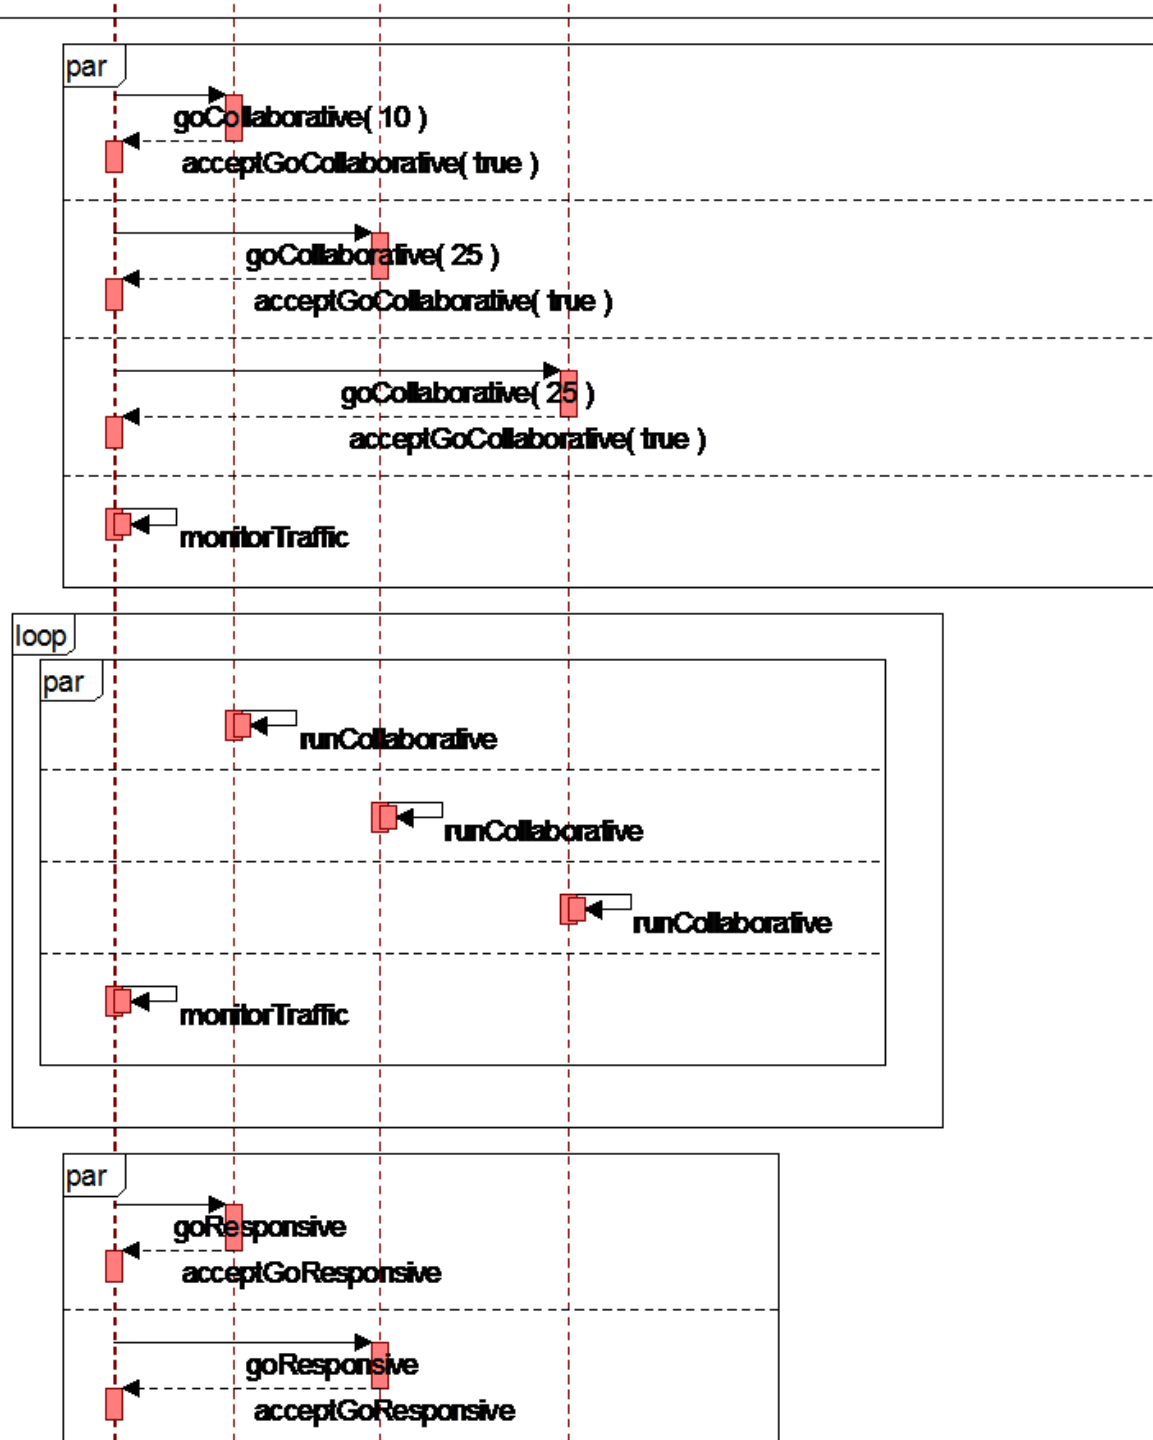 par
goCollaborative( 10 )
acceptGoCollaborative( true )
goCollaborative( 25 )
acceptGoCollaborative( true )
goCollaborative( 25 )
acceptGoCollaborative( true )
monitorTraffic
loop
par
runCollaborative
runCollaborative
runCollaborative
monitorTraffic
par
goResponsive
acceptGoResponsive
goResponsive
acceptGoResponsive